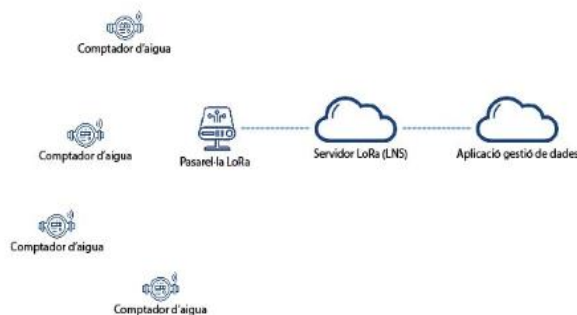 Comptador d'aigua
Comptador d'aigua
Pasarel·la LoRa
Servidor LoRa (LNS)
Aplicació gestió de dades
Comptador d'aigua
Comptador d'aigua